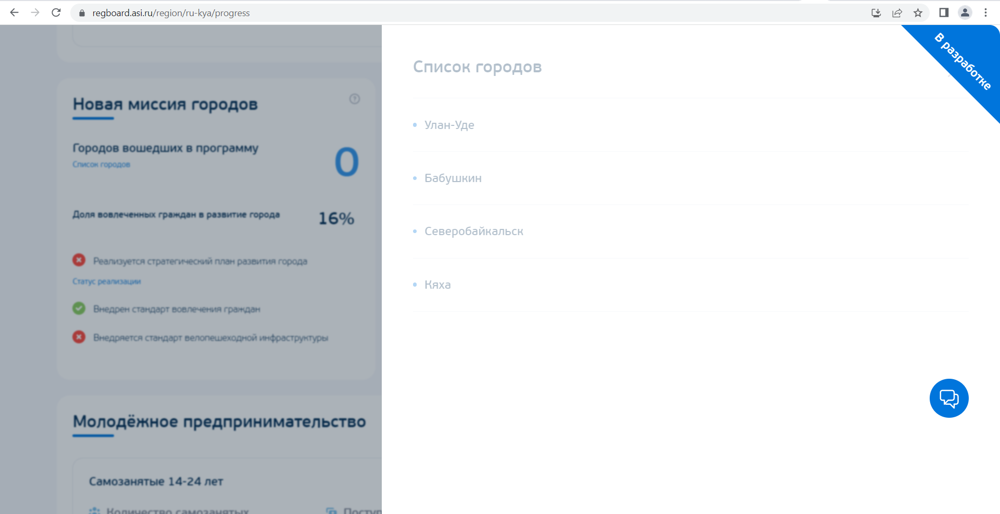 regboard.asi.ru/region/ru-kya/progress
Новая миссия городов
Городов вошедших в программу
0
Список городов
Доля вовлеченных граждан в развитие города
16%
Реализуется стратегический план развития города
Статус реализации
Внедрен стандарт вовлечения граждан
Внедряется стандарт велопешеходной инфраструктуры
Молодёжное предпринимательство
Самозанятые 14-24 лет
Количество самозанятых
Список городов
В разработке
Улан-Уде
Бабушкин
Северобайкальск
Кяха